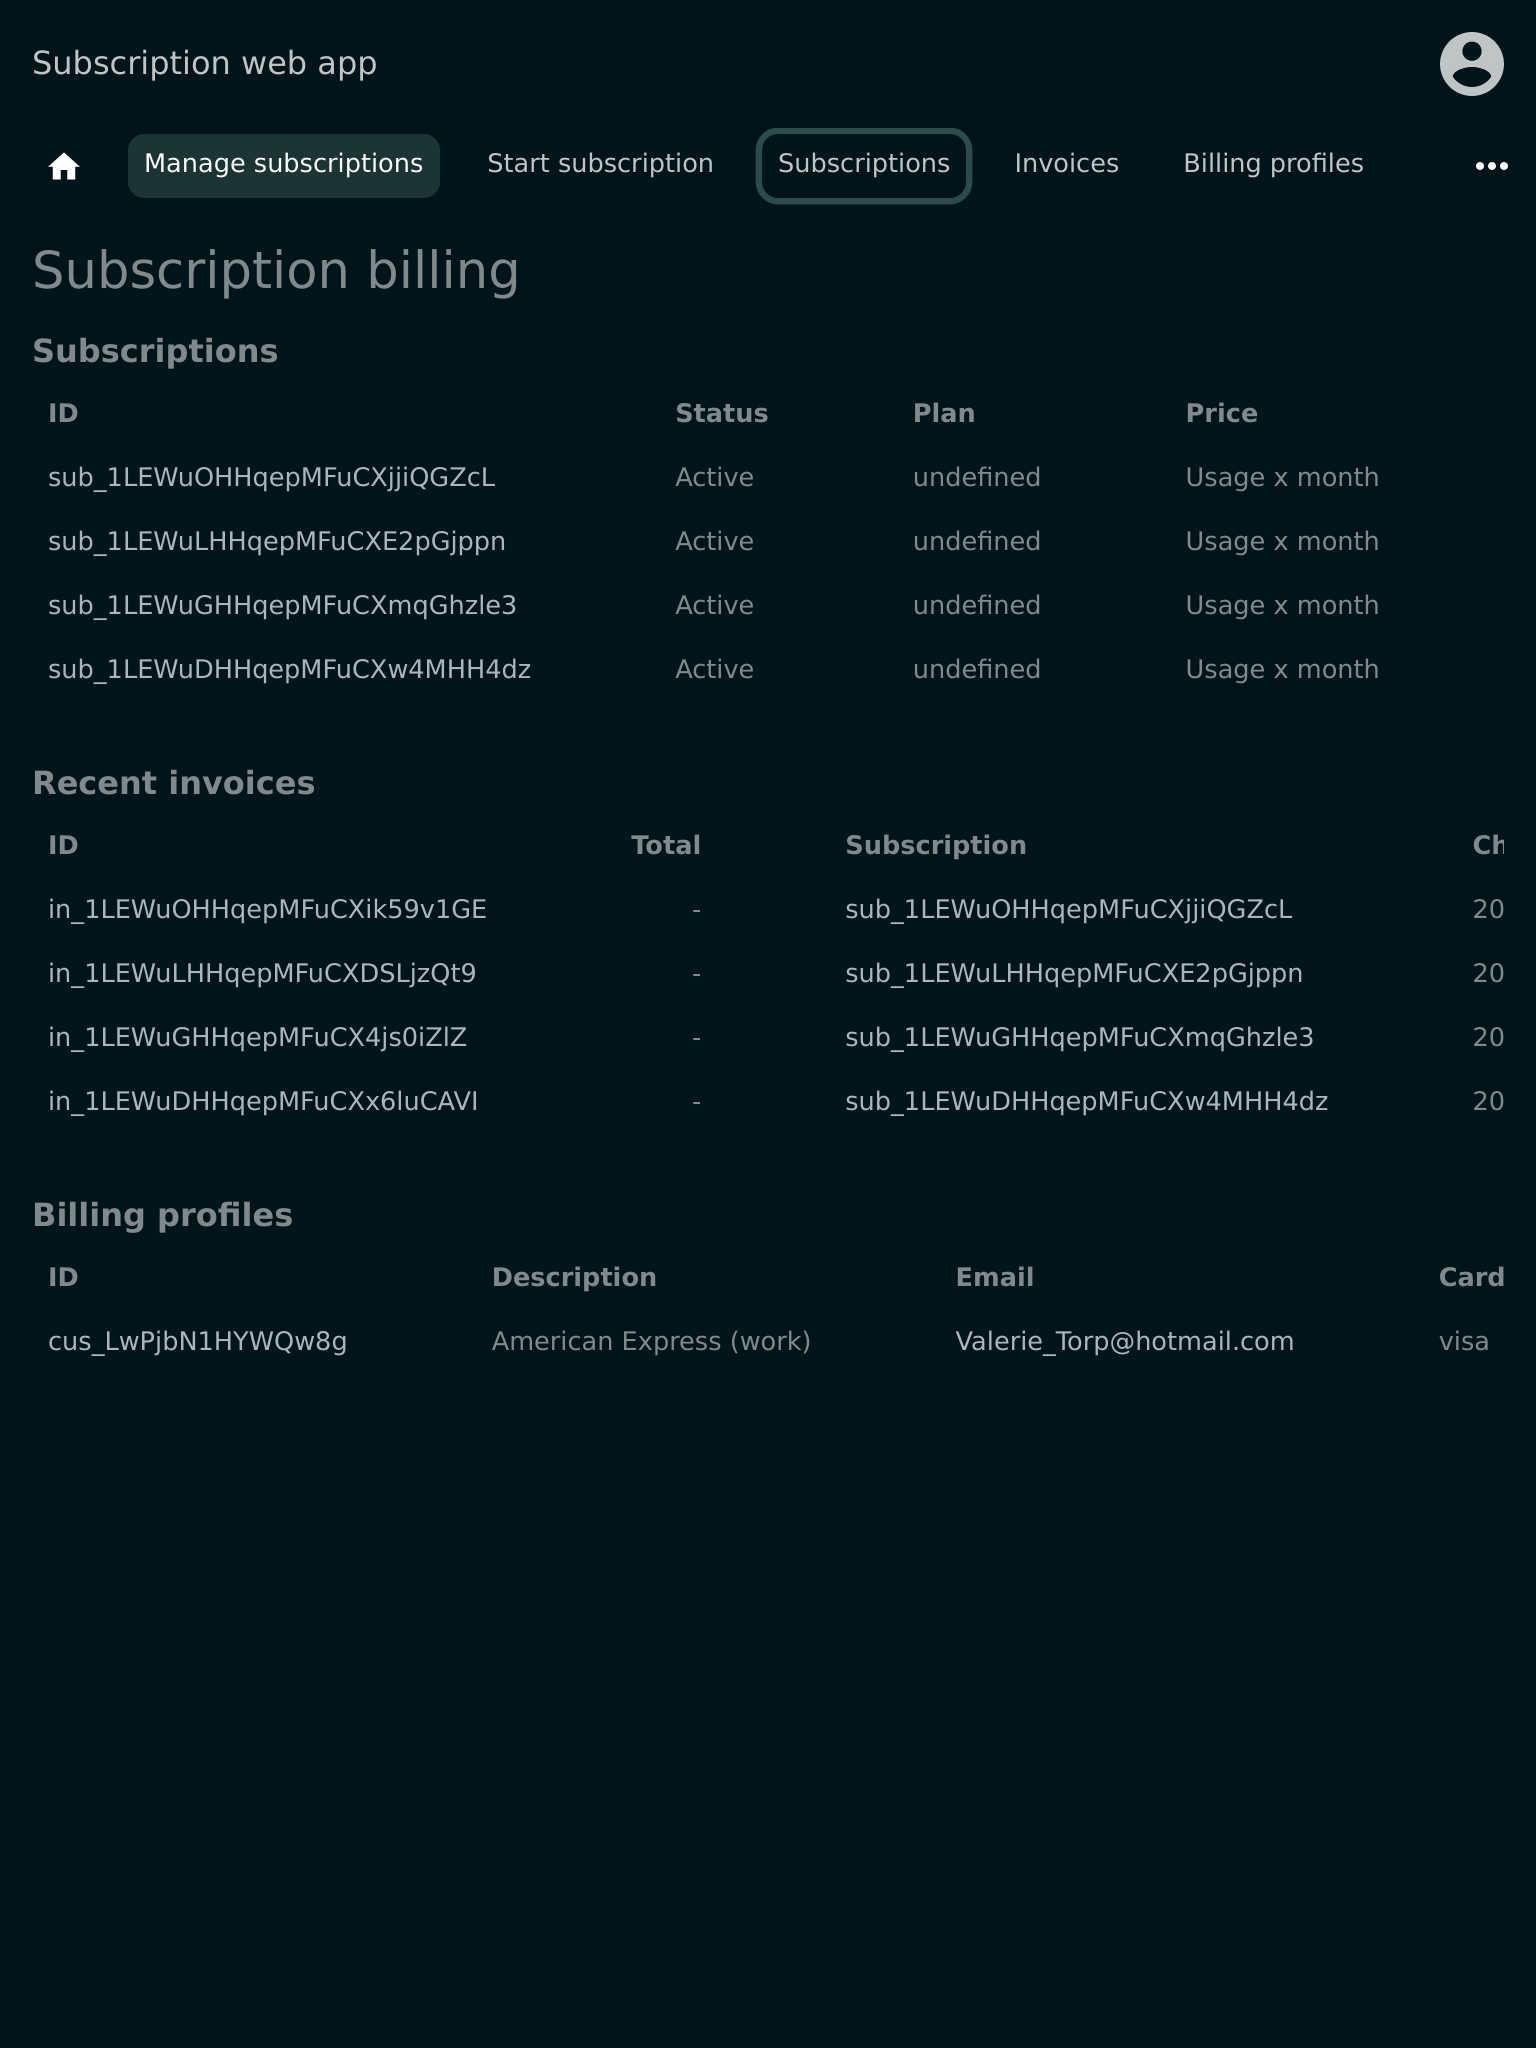 Subscription web app
Manage subscriptions Start subscription Subscriptions Invoices Billing profiles
Subscription billing
Subscriptions
ID Status Plan Price
sub_1LEWuOHHqepMFuCXjjiQGZcL Active undefined Usage x month
sub_1LEWuLHHqepMFuCXE2pGjppn Active undefined Usage x month
sub_1LEWuGHHqepMFuCXmqGhzle3 Active undefined Usage x month
sub_1LEWuDHHqepMFuCXw4MHH4dz Active undefined Usage x month
Recent invoices
ID Total Subscription Ch
in_1LEWuOHHqepMFuCXik59v1GE - sub_1LEWuOHHqepMFuCXjjiQGZcL 20
in_1LEWuLHHqepMFuCXDSLjzQt9 - sub_1LEWuLHHqepMFuCXE2pGjppn 20
in_1LEWuGHHqepMFuCX4js0iZlZ - sub_1LEWuGHHqepMFuCXmqGhzle3 20
in_1LEWuDHHqepMFuCXx6luCAVI - sub_1LEWuDHHqepMFuCXw4MHH4dz 20
Billing profiles
ID Description Email Card
cus_LwPjbN1HYWQw8g American Express (work) Valerie_Torp@hotmail.com visa